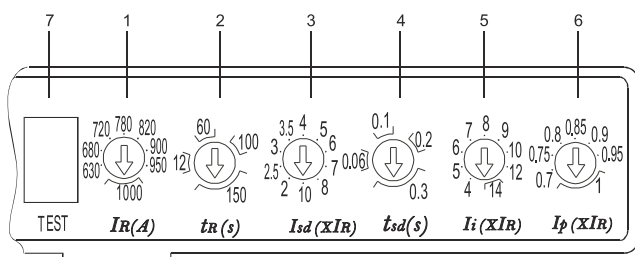 7 1 2 3 4 5 6
630 680 720 780 820 900 950 1000
12 60 100 150
2 2.5 3 3.5 4 5 6 7 8 10
0.06 0.1 0.2 0.3
4 5 6 7 8 9 10 12 14
0.7 0.75 0.8 0.85 0.9 0.95 1
TEST IR(A) tR(s) Isd(XIR) tsd(s) Ii(XIR) Ip(XIR)